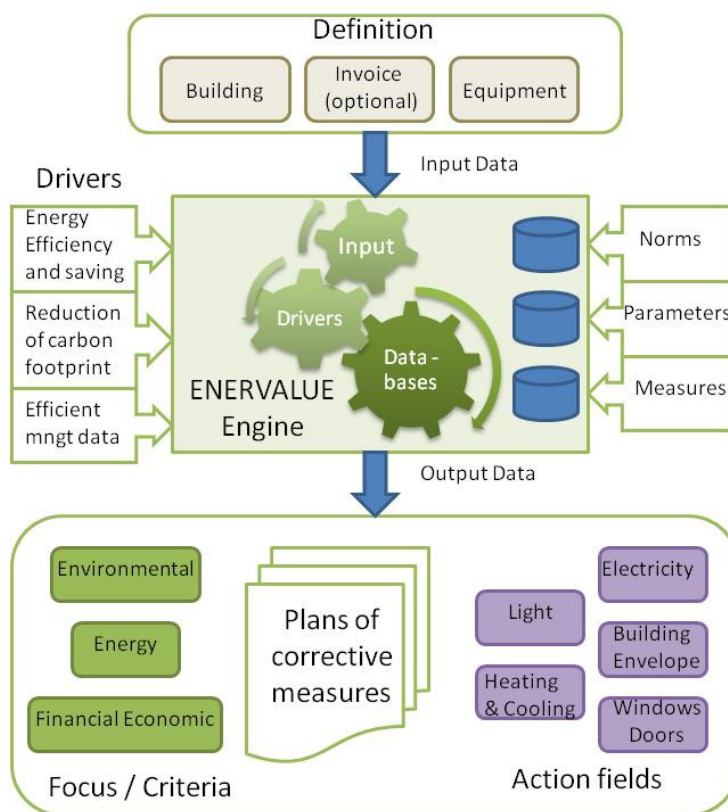 Definition
Building
Invoice
(optional)
Equipment
Input Data
Drivers
Energy
Efficiency
and saving
Reduction
of carbon
footprint
Efficient
mngt data
Input
Drivers
Data -
bases
ENERVALUE
Engine
Norms
Parameters
Measures
Output Data
Environmental
Energy
Financial Economic
Focus / Criteria
Plans of
corrective
measures
Electricity
Light
Building
Envelope
Heating
& Cooling
Windows
Doors
Action fields